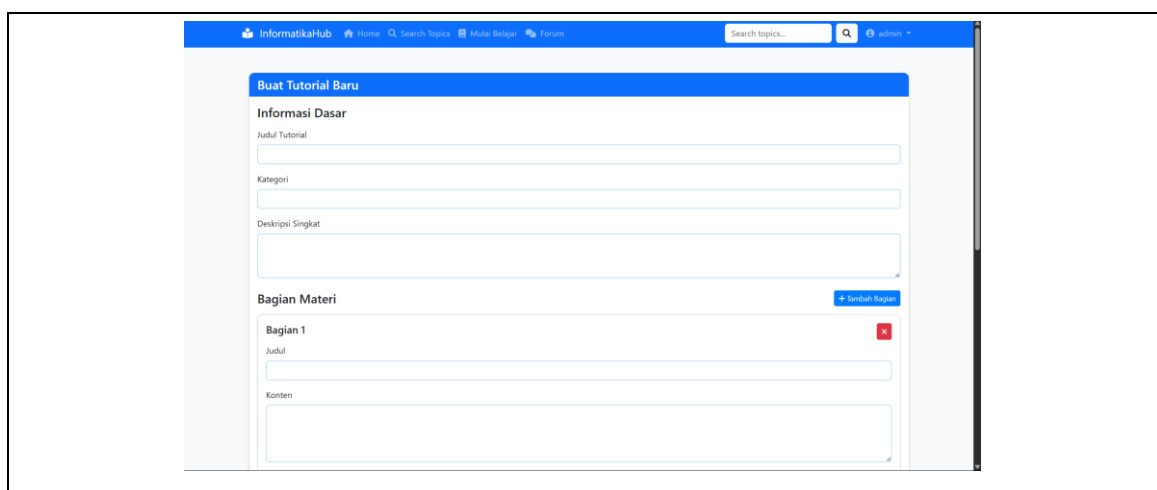 InformatikaHub Home Search Topics Mulai Belajar Forum Search topics... admin
Buat Tutorial Baru
Informasi Dasar
Judul Tutorial
Kategori
Deskripsi Singkat
Bagian Materi + Tambah Bagian
Bagian 1
Judul
Konten